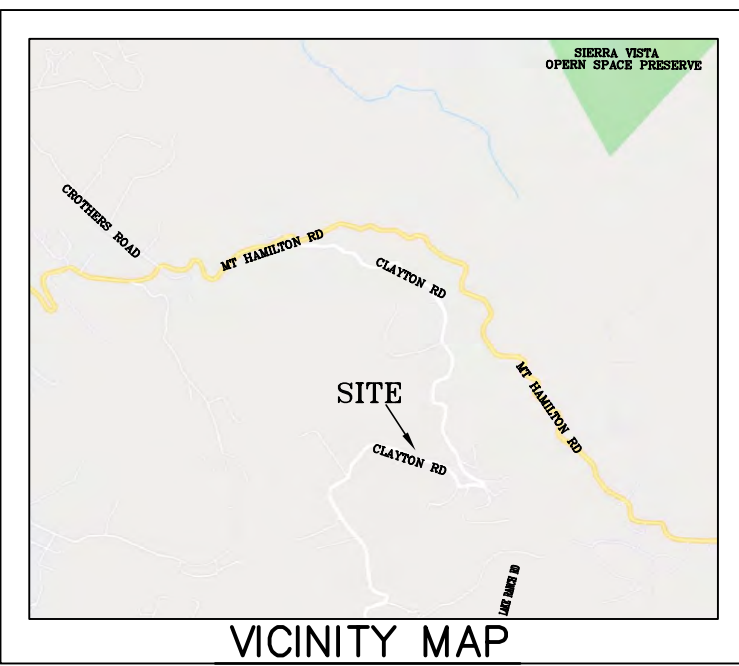 SIERRA VISTA
OPERN SPACE PRESERVE
CROTHERS ROAD
MT HAMILTON RD
CLAYTON RD
MT HAMILTON RD
SITE
CLAYTON RD
LAKE RANCH RD
VICINITY MAP